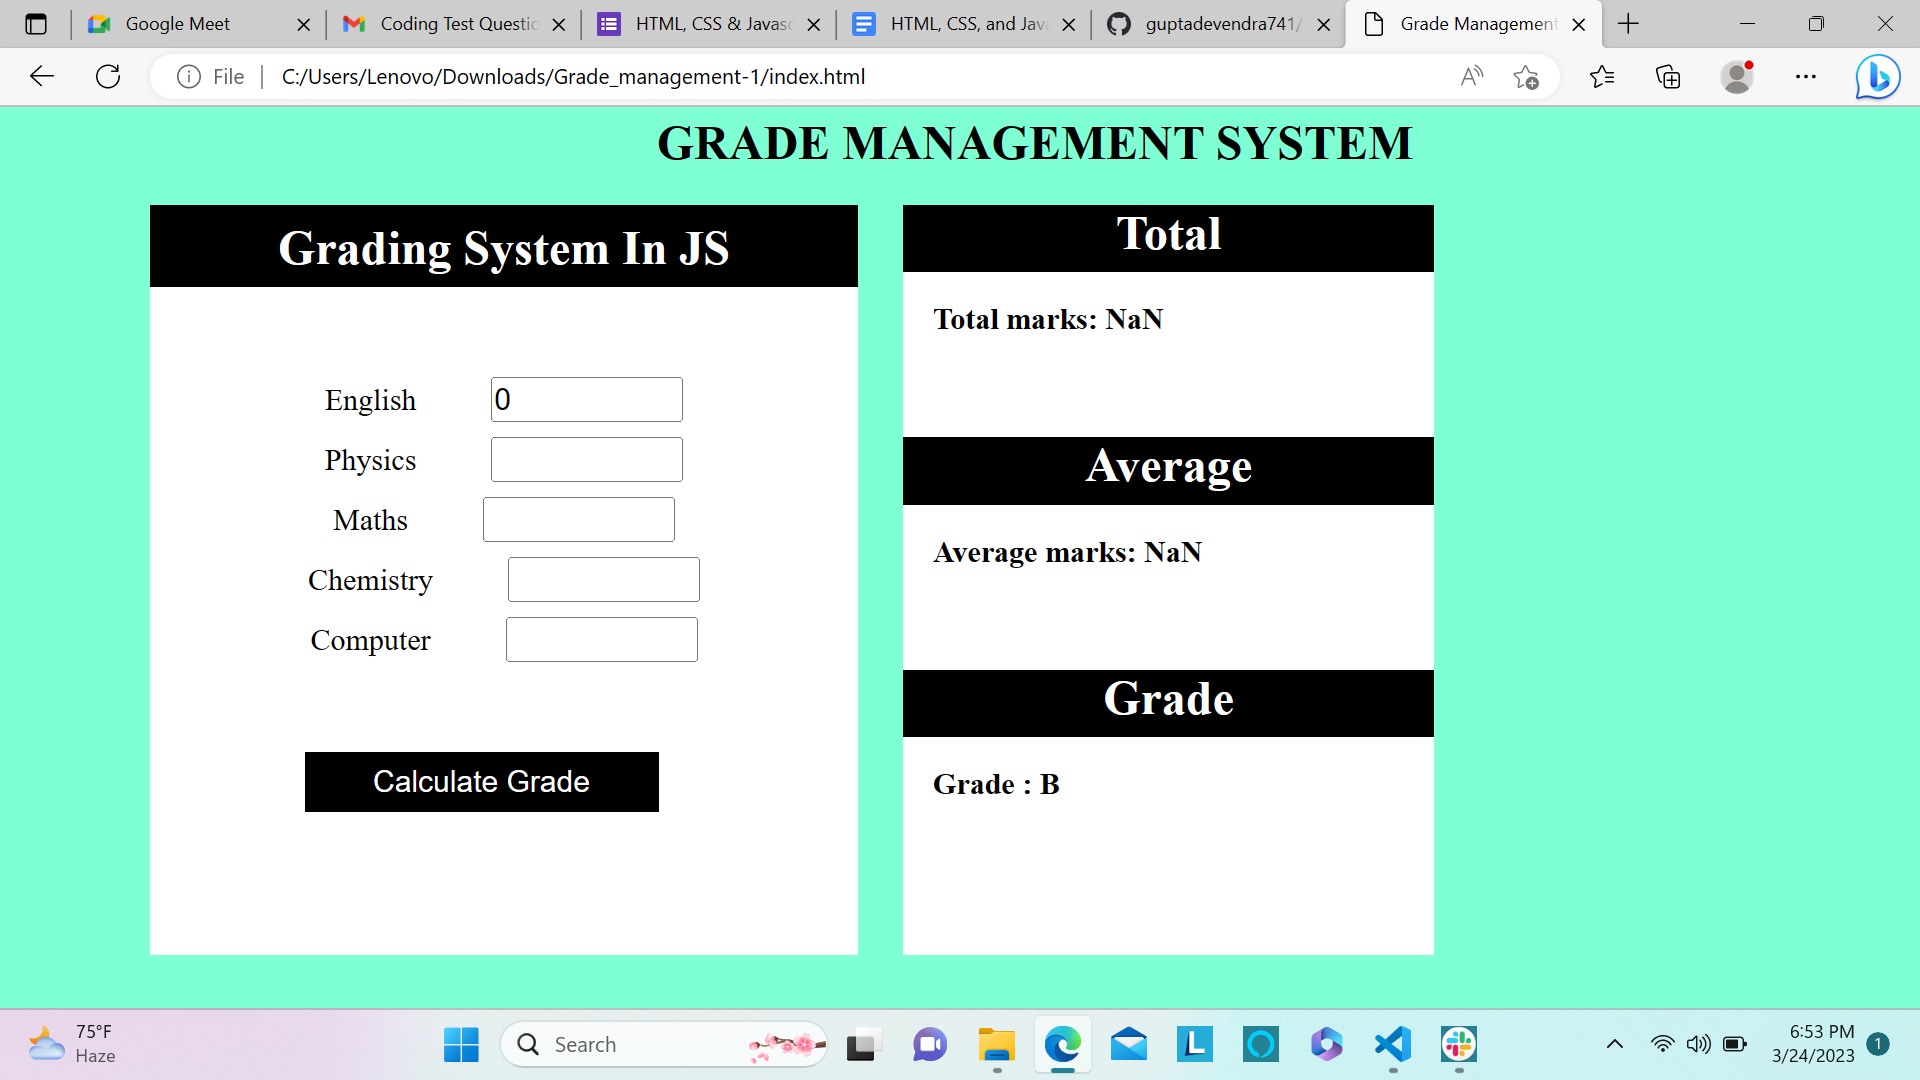 Google Meet
Coding Test Questio
HTML, CSS & Javasc
HTML, CSS, and Java
guptadevendra741/
Grade Management
File
C:/Users/Lenovo/Downloads/Grade_management-1/index.html
GRADE MANAGEMENT SYSTEM
Grading System In JS
English 0
Physics
Maths
Chemistry
Computer
Calculate Grade
Total
Total marks: NaN
Average
Average marks: NaN
Grade
Grade : B
75°F
Haze
Search
L
6:53 PM
3/24/2023
1